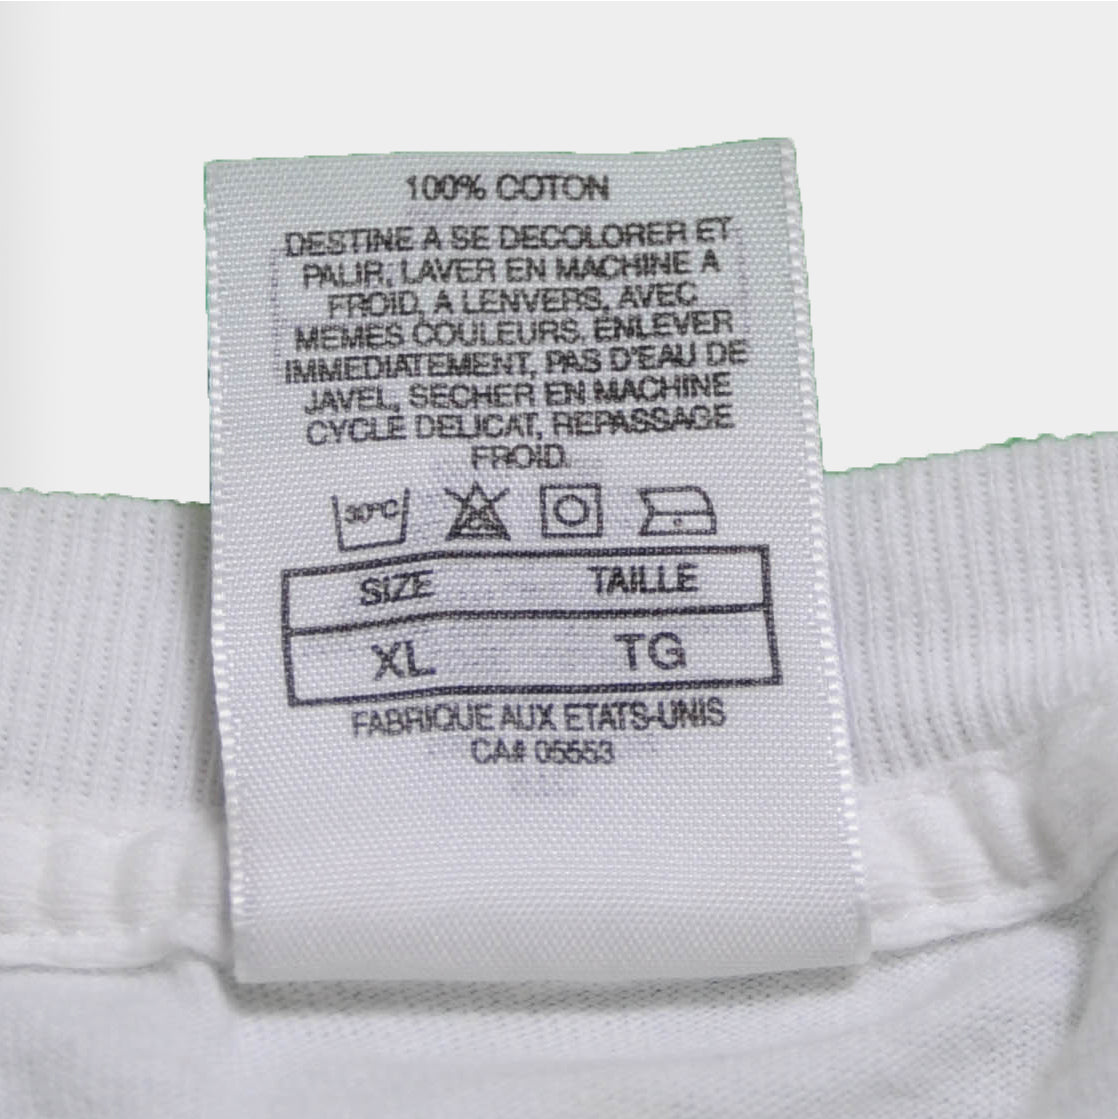 100% COTON
DESTINE A SE DECOLORER ET
PALIR, LAVER EN MACHINE A
FROID, A LENVERS, AVEC
MEMES COULEURS. ENLEVER
IMMEDIATEMENT, PAS D'EAU DE
JAVEL, SECHER EN MACHINE
CYCLE DELICAT, REPASSAGE
FROID.
30°C
SIZE TAILLE
XL TG
FABRIQUE AUX ETATS-UNIS
CA# 05553